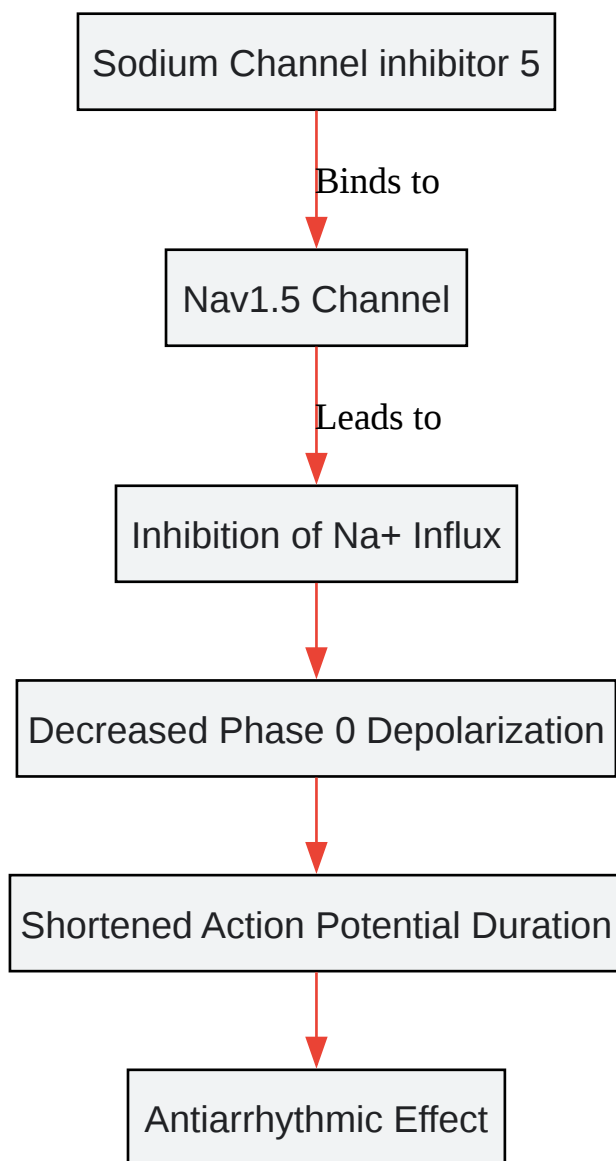 Sodium Channel inhibitor 5
Binds to
Nav1.5 Channel
Leads to
Inhibition of Na+ Influx
Decreased Phase 0 Depolarization
Shortened Action Potential Duration
Antiarrhythmic Effect